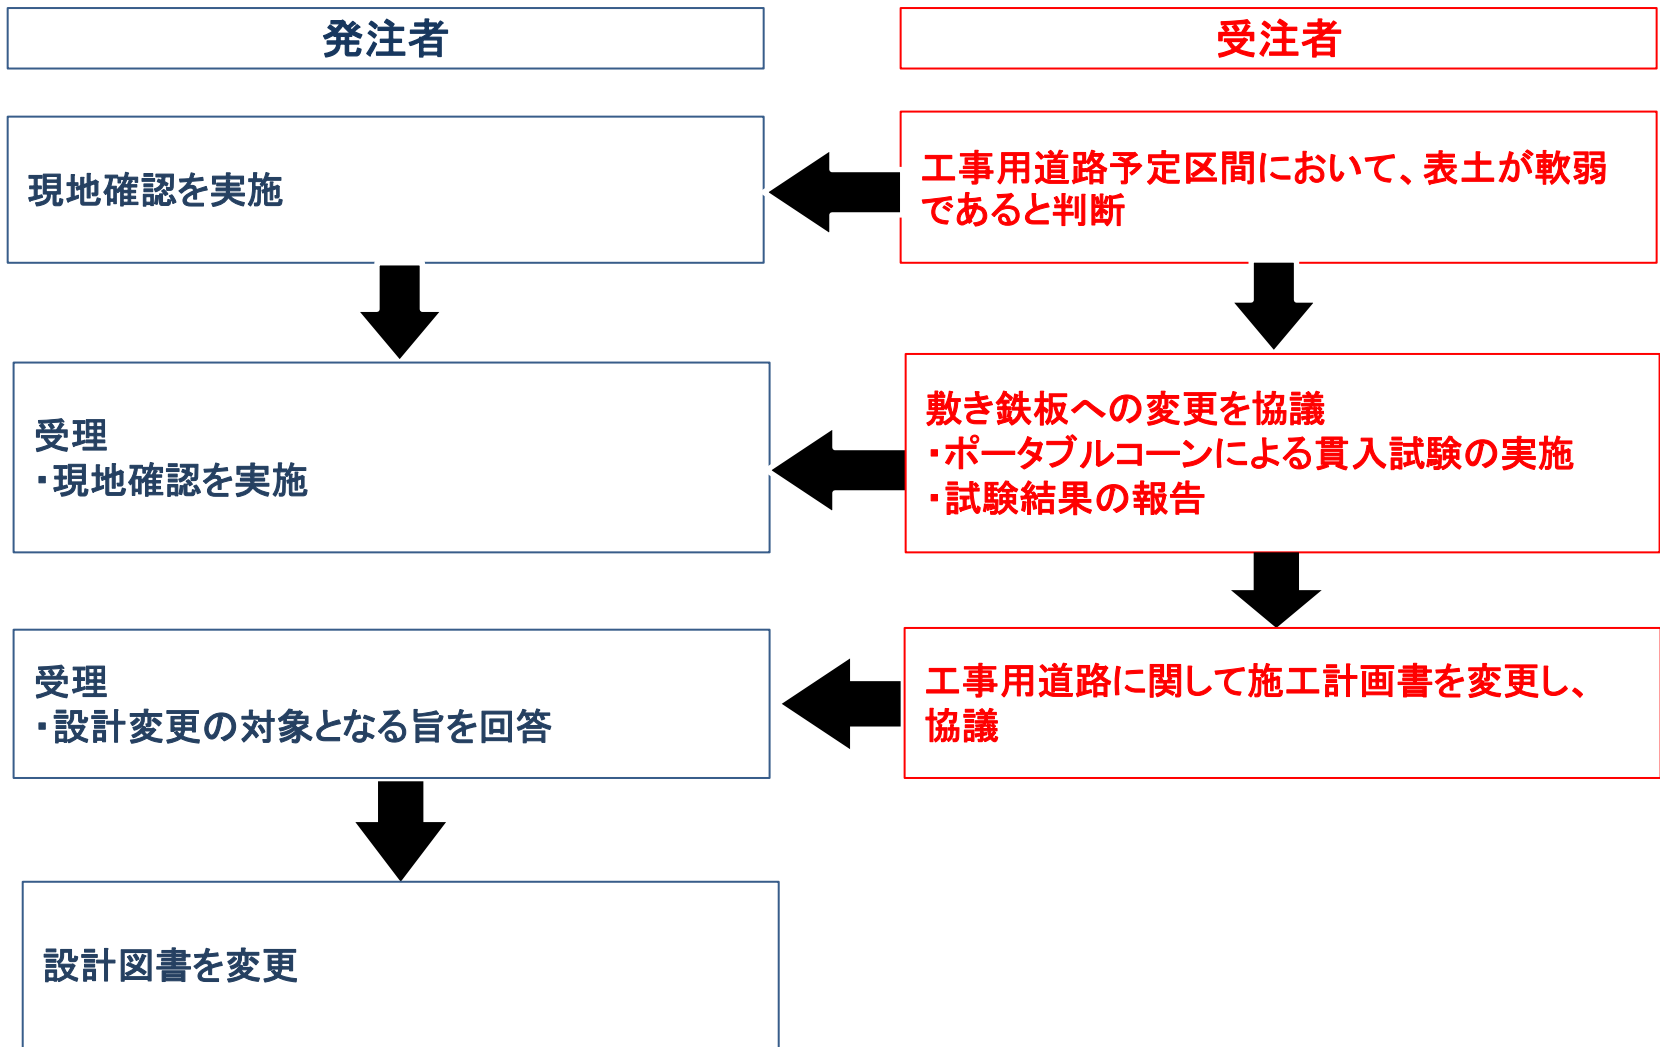 発注者
受注者
現地確認を実施
工事用道路予定区間において、表土が軟弱
であると判断
受理
・現地確認を実施
敷き鉄板への変更を協議
・ポータブルコーンによる貫入試験の実施
・試験結果の報告
受理
・設計変更の対象となる旨を回答
工事用道路に関して施工計画書を変更し、
協議
設計図書を変更